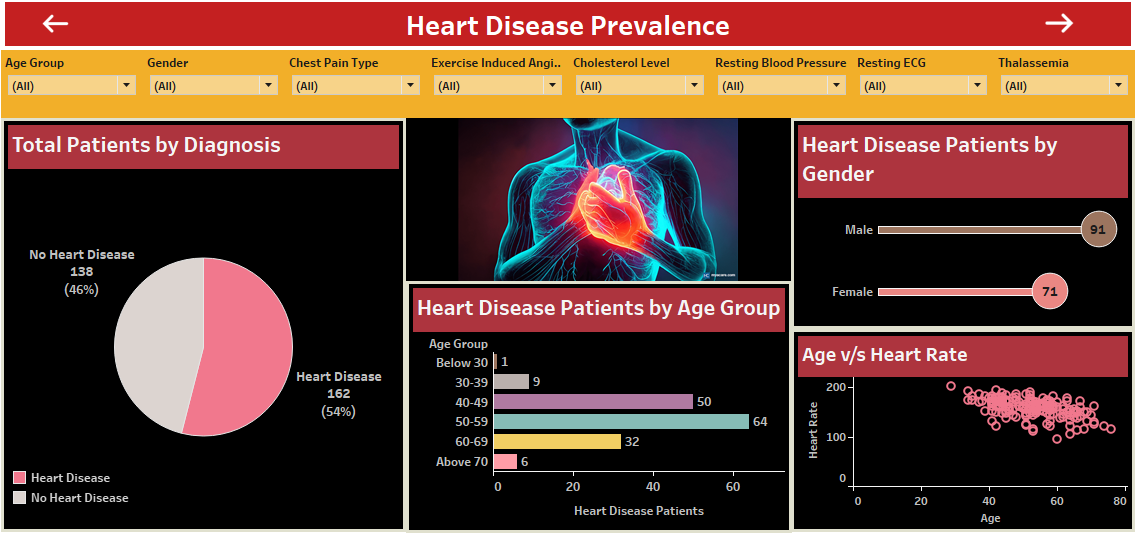 Heart Disease Prevalence
Age Group
Gender
Chest Pain Type
Exercise Induced Angi..
Cholesterol Level
Resting Blood Pressure
Resting ECG
Thalassemia
(All)
(All)
(All)
(All)
(All)
(All)
(All)
(All)
Total Patients by Diagnosis
No Heart Disease
138
(46%)
Heart Disease
162
(54%)
Heart Disease
No Heart Disease
Heart Disease Patients by Age Group
Age Group
Below 30 1
30-39 9
40-49 50
50-59 64
60-69 32
Above 70 6
0 20 40 60
Heart Disease Patients
Heart Disease Patients by
Gender
Male 91
Female 71
Age v/s Heart Rate
200
100
0
Heart Rate
0 20 40 60 80
Age